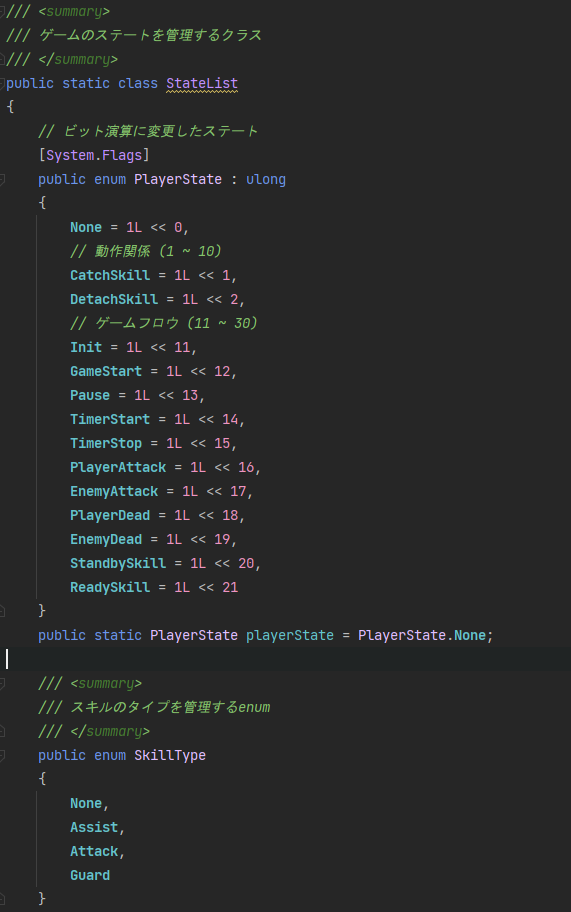 /// <summary>
/// ゲームのステートを管理するクラス
/// </summary>
public static class StateList
{
    // ビット演算に変更したステート
    [System.Flags]
    public enum PlayerState : ulong
    {
        None = 1L << 0,
        // 動作関係 (1 ~ 10)
        CatchSkill = 1L << 1,
        DetachSkill = 1L << 2,
        // ゲームフロウ (11 ~ 30)
        Init = 1L << 11,
        GameStart = 1L << 12,
        Pause = 1L << 13,
        TimerStart = 1L << 14,
        TimerStop = 1L << 15,
        PlayerAttack = 1L << 16,
        EnemyAttack = 1L << 17,
        PlayerDead = 1L << 18,
        EnemyDead = 1L << 19,
        StandbySkill = 1L << 20,
        ReadySkill = 1L << 21
    }
    public static PlayerState playerState = PlayerState.None;
    /// <summary>
    /// スキルのタイプを管理するenum
    /// </summary>
    public enum SkillType
    {
        None,
        Assist,
        Attack,
        Guard
    }